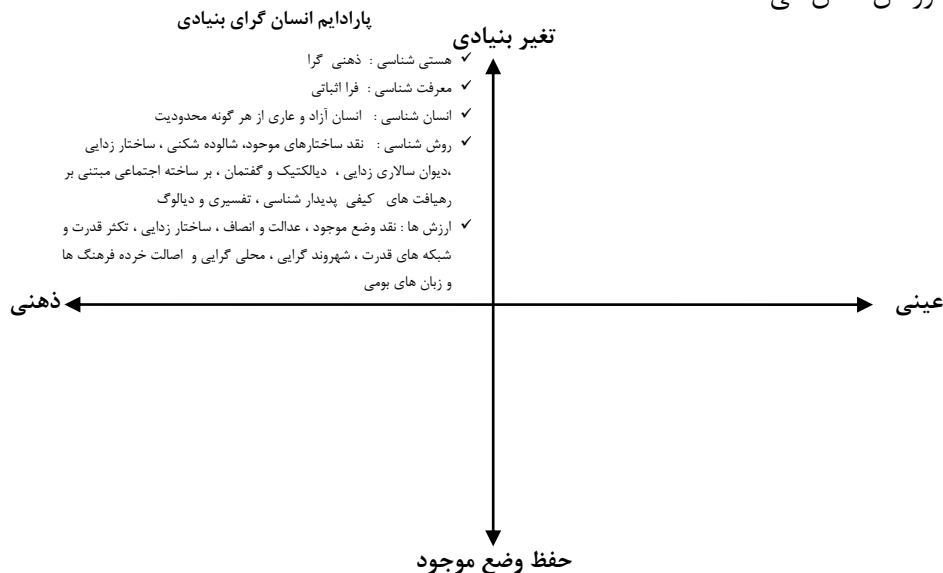 پارادایم انسان گرای بنیادی
تغیر بنیادی
✓ هستی شناسی : ذهنی گرا
✓ معرفت شناسی : فرا اثباتی
✓ انسان شناسی : انسان آزاد و عاری از هر گونه محدودیت
✓ روش شناسی : نقد ساختارهای موحود، شالوده شکنی ، ساختار زدایی
،دیوان سالاری زدایی ، دیالکتیک و گفتمان ، بر ساخته اجتماعی مبتنی بر
رهیافت های کیفی پدیدار شناسی ، تفسیری و دیالوگ
✓ ارزش ها : نقد وضع موجود ، عدالت و انصاف ، ساختار زدایی ، تکثر قدرت و
شبکه های قدرت ، شهروند گرایی ، محلی گرایی و اصالت خرده فرهنگ ها
و زبان های بومی
عینی
ذهنی
حفظ وضع موجود